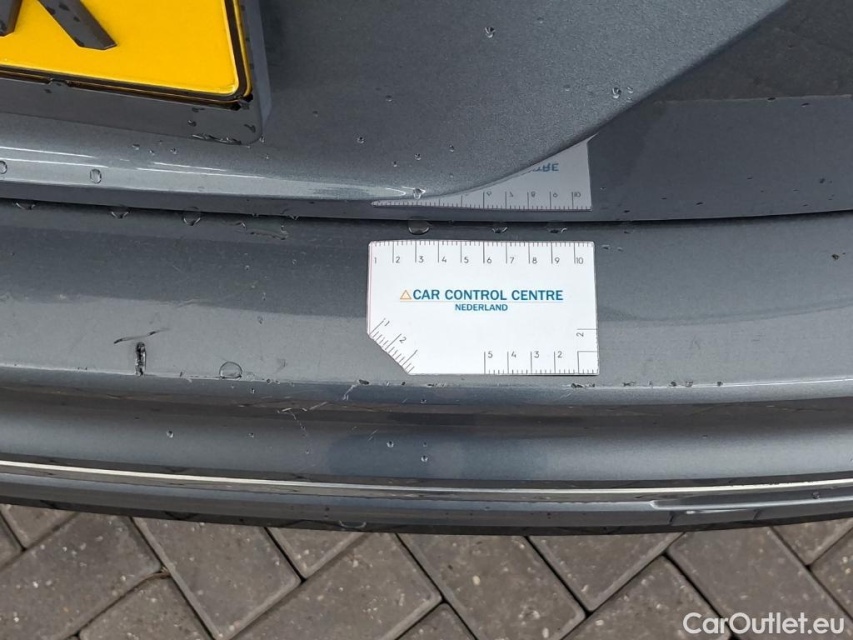 1 2 3 4 5 6 7 8 9 10
CAR CONTROL CENTRE
NEDERLAND
2
2
5 4 3 2
CarOutlet.eu